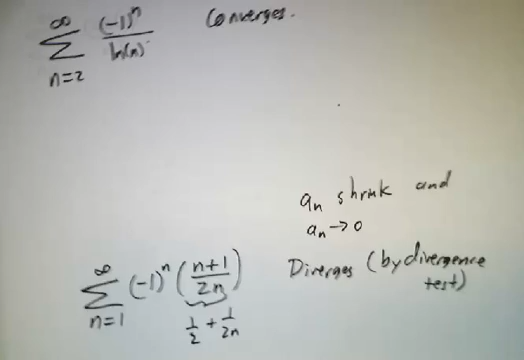 ∞
∑ (-1)^n / ln(n) Converges.
n=2
a_n shrink and
a_n → 0
∞
∑ (-1)^n ( n+1 / 2n ) Diverges (by divergence test)
n=1
1/2 + 1/2n